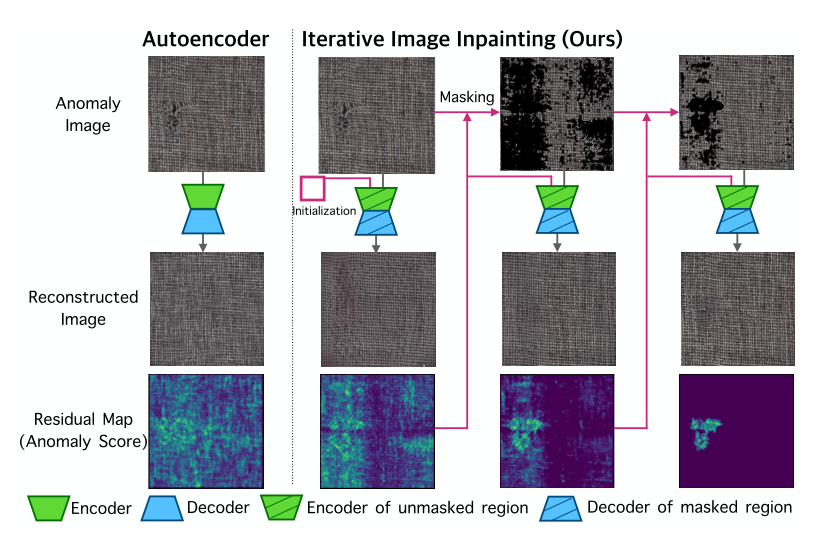 Autoencoder
Iterative Image Inpainting (Ours)
Anomaly
Image
Masking
Initialization
Reconstructed
Image
Residual Map
(Anomaly Score)
Encoder
Decoder
Encoder of unmasked region
Decoder of masked region